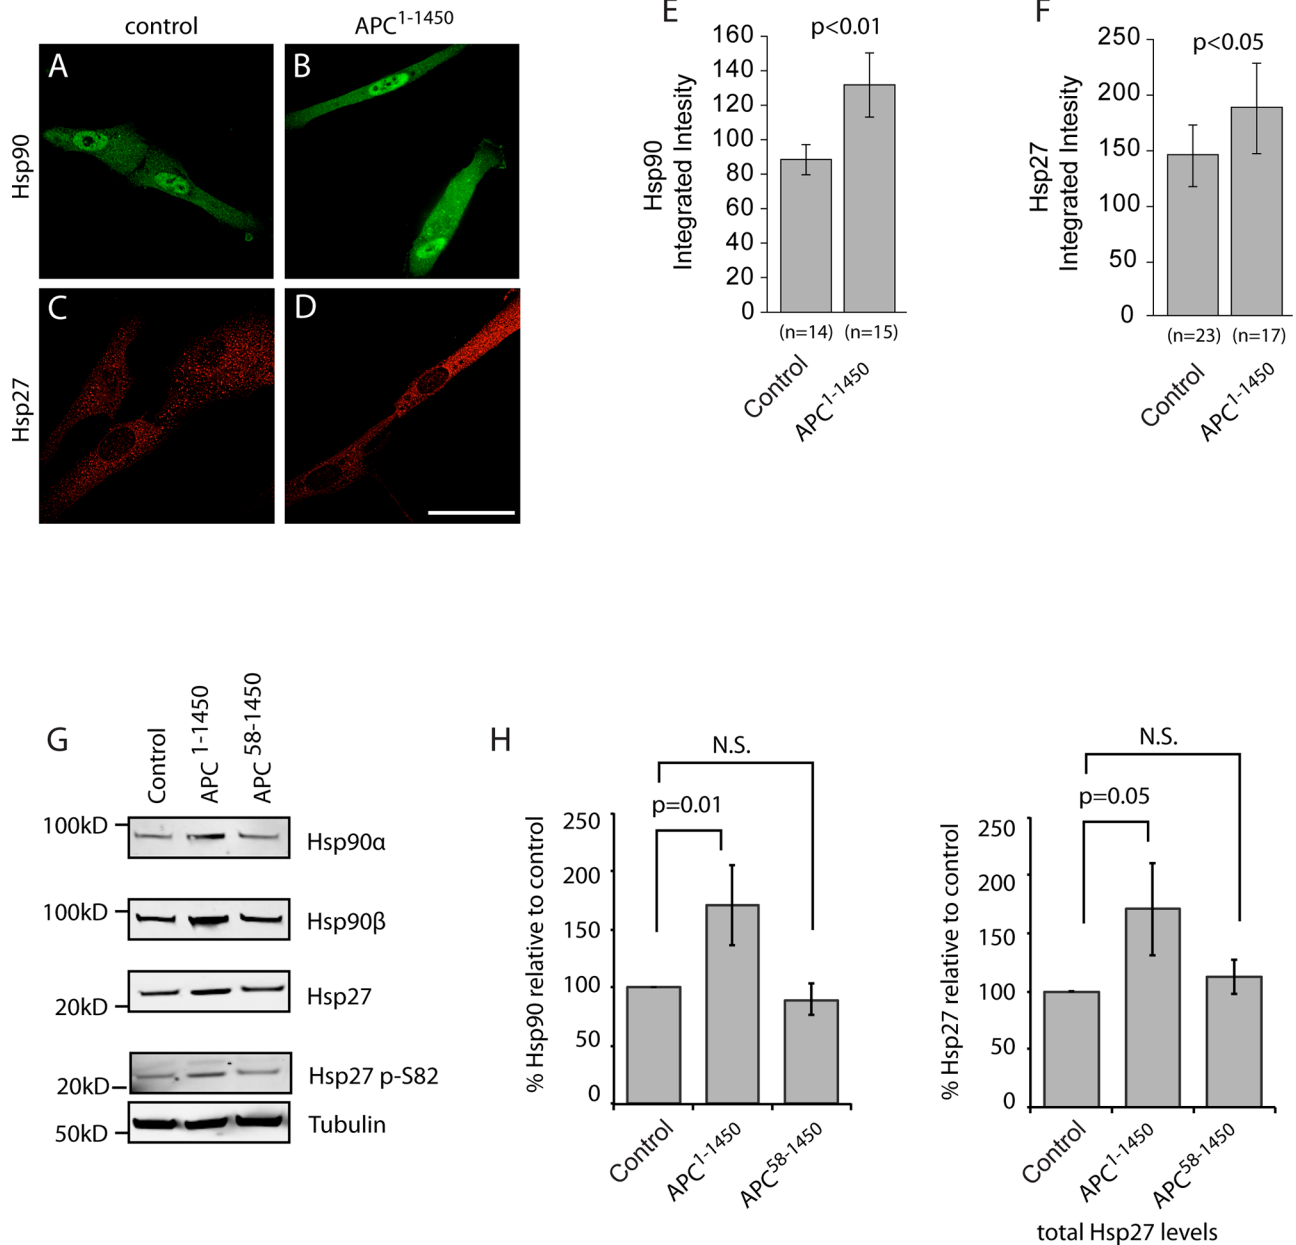 control
APC1-1450
A
B
Hsp90
C
D
Hsp27
E
p<0.01
160
140
120
100
80
60
40
20
0
Hsp90
Integrated Intesity
(n=14)
(n=15)
Control
APC1-1450
F
p<0.05
250
200
150
100
50
0
Hsp27
Integrated Intesity
(n=23)
(n=17)
Control
APC1-1450
G
Control
APC 1-1450
APC 58-1450
100kD
Hsp90α
100kD
Hsp90β
20kD
Hsp27
20kD
Hsp27 p-S82
50kD
Tubulin
H
N.S.
p=0.01
250
200
150
100
50
0
% Hsp90 relative to control
Control
APC1-1450
APC58-1450
N.S.
p=0.05
250
200
150
100
50
0
% Hsp27 relative to control
Control
APC1-1450
APC58-1450
total Hsp27 levels